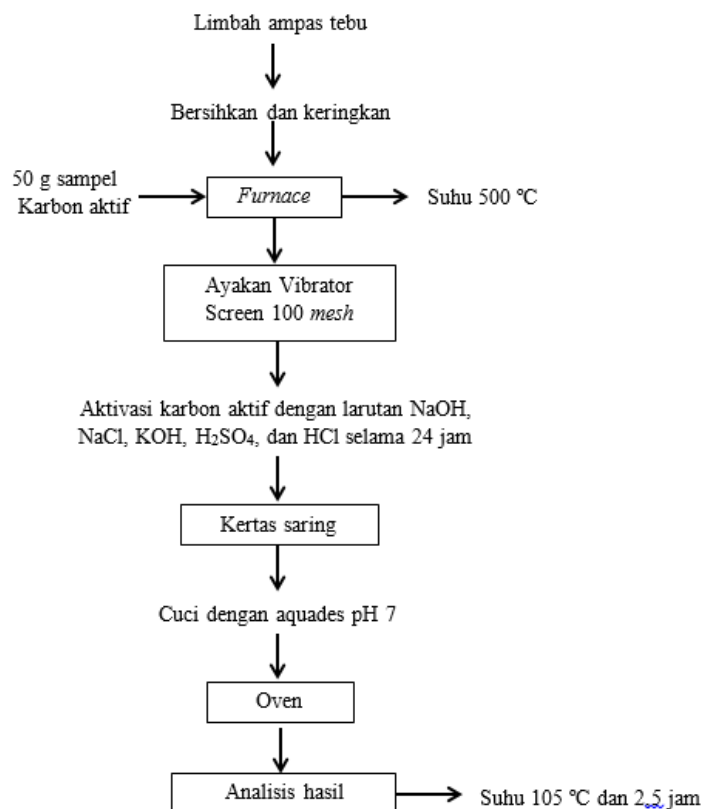 Limbah ampas tebu
Bersihkan dan keringkan
50 g sampel
Karbon aktif
Furnace
Suhu 500 ℃
Ayakan Vibrator
Screen 100 mesh
Aktivasi karbon aktif dengan larutan NaOH,
NaCl, KOH, H₂SO₄, dan HCl selama 24 jam
Kertas saring
Cuci dengan aquades pH 7
Oven
Analisis hasil
Suhu 105 ℃ dan 2,5 jam